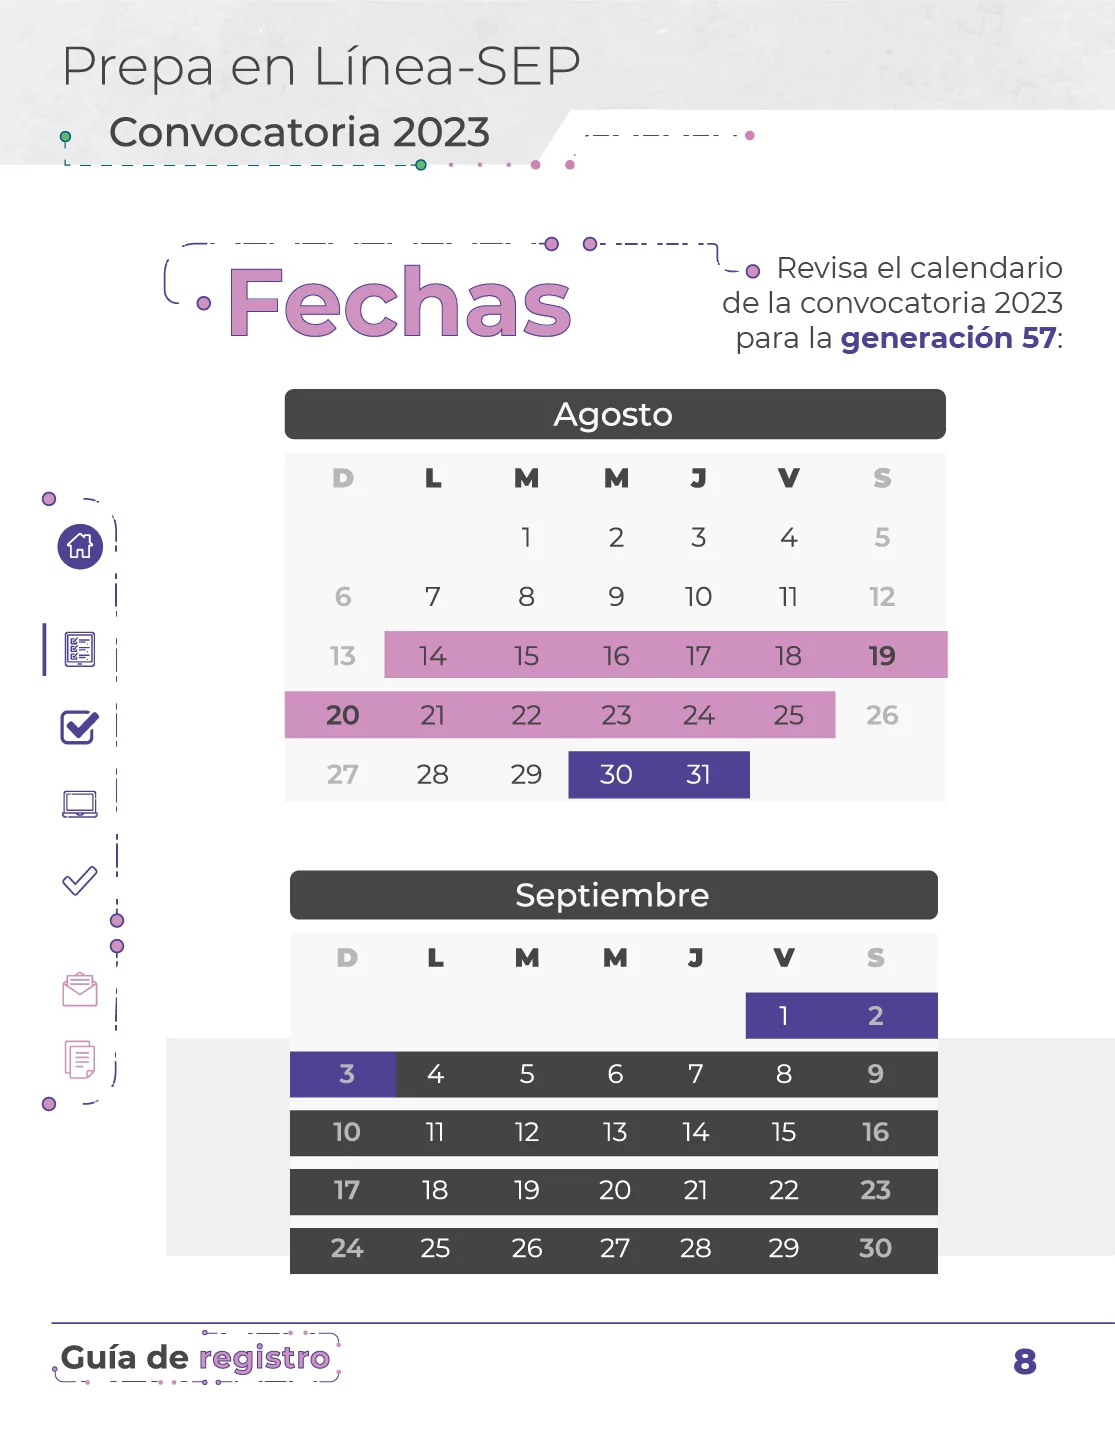 Prepa en Línea-SEP
Convocatoria 2023
Fechas
Revisa el calendario
de la convocatoria 2023
para la generación 57:
Agosto
D L M M J V S
1 2 3 4 5
6 7 8 9 10 11 12
13 14 15 16 17 18 19
20 21 22 23 24 25 26
27 28 29 30 31
Septiembre
D L M M J V S
1 2
3 4 5 6 7 8 9
10 11 12 13 14 15 16
17 18 19 20 21 22 23
24 25 26 27 28 29 30
Guía de registro
8